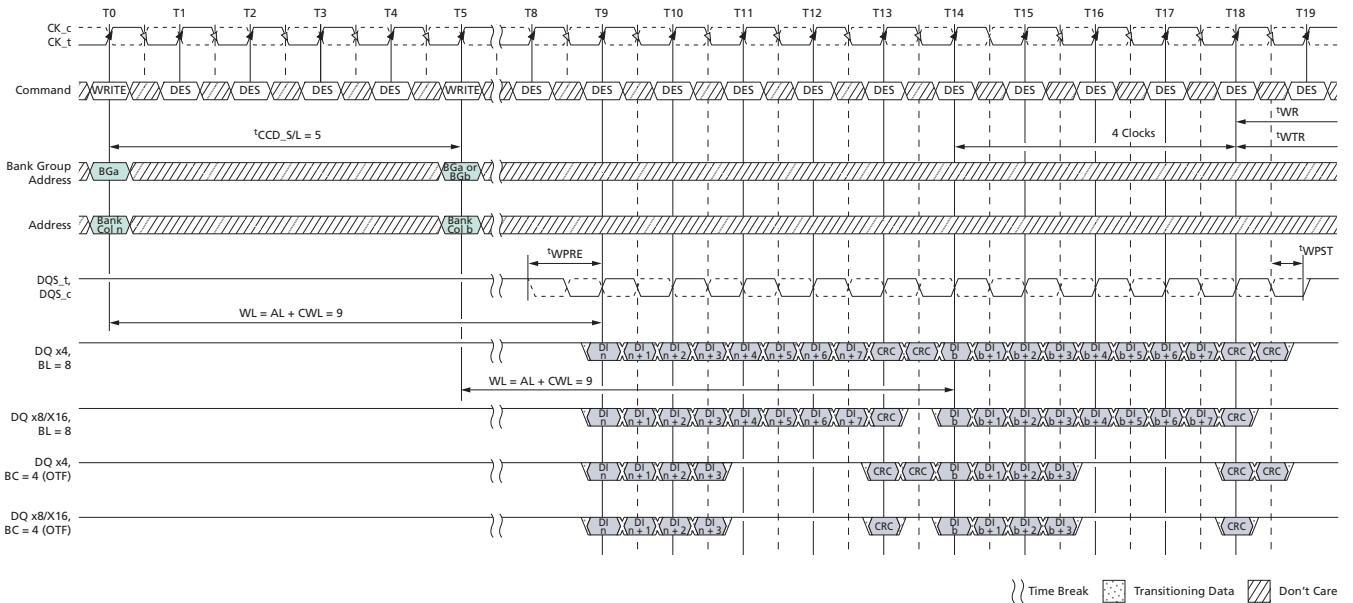 T0 T1 T2 T3 T4 T5 T8 T9 T10 T11 T12 T13 T14 T15 T16 T17 T18 T19
CK_c
CK_t
Command WRITE DES DES DES DES WRITE DES DES DES DES DES DES DES DES DES DES DES DES
tWR
tCCD_S/L = 5 4 Clocks tWTR
Bank Group
Address
BGa
BGa or
BGb
Address
Bank
Col n
Bank
Col b
tWPRE tWPST
DQS_t,
DQS_c
WL = AL + CWL = 9
DQ x4,
BL = 8
DI n DI n + 1 DI n + 2 DI n + 3 DI n + 4 DI n + 5 DI n + 6 DI n + 7 CRC CRC DI b DI b + 1 DI b + 2 DI b + 3 DI b + 4 DI b + 5 DI b + 6 DI b + 7 CRC CRC
WL = AL + CWL = 9
DQ x8/X16,
BL = 8
DI n DI n + 1 DI n + 2 DI n + 3 DI n + 4 DI n + 5 DI n + 6 DI n + 7 CRC DI b DI b + 1 DI b + 2 DI b + 3 DI b + 4 DI b + 5 DI b + 6 DI b + 7 CRC
DQ x4,
BC = 4 (OTF)
DI n DI n + 1 DI n + 2 DI n + 3 CRC CRC DI b DI b + 1 DI b + 2 DI b + 3 CRC CRC
DQ x8/X16,
BC = 4 (OTF)
DI n DI n + 1 DI n + 2 DI n + 3 CRC DI b DI b + 1 DI b + 2 DI b + 3 CRC
Time Break Transitioning Data Don't Care